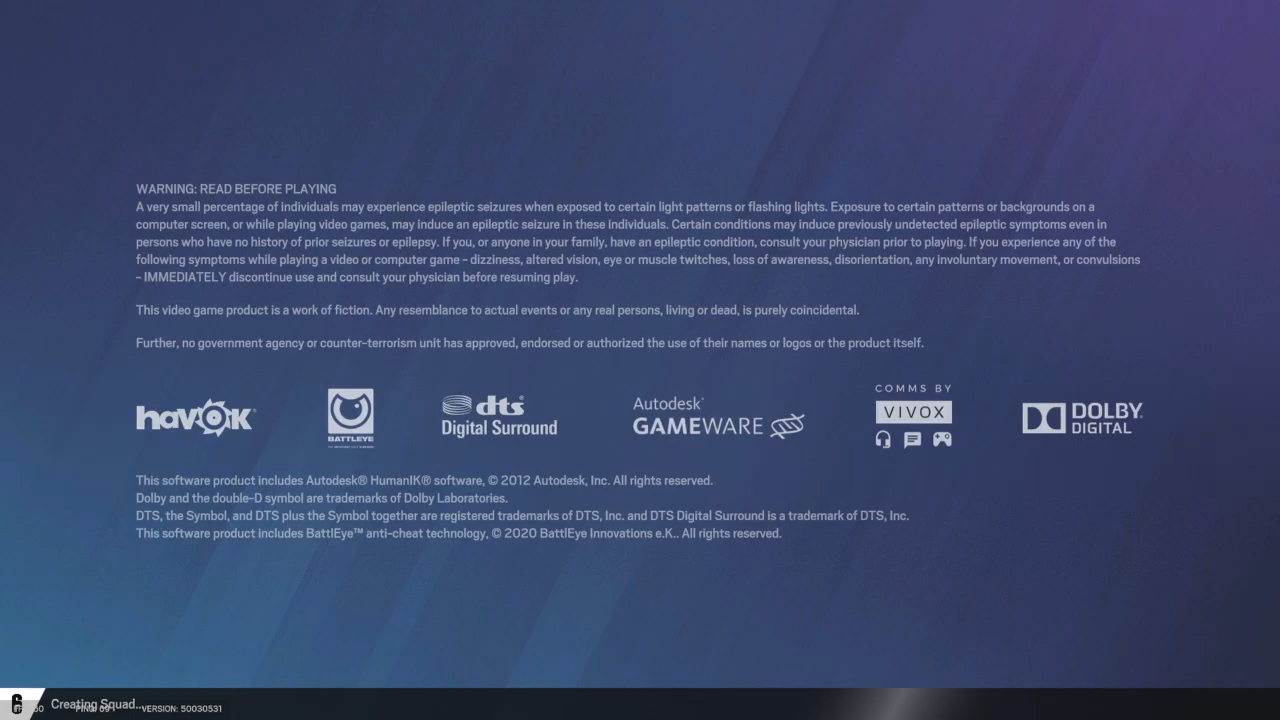 WARNING: READ BEFORE PLAYING
A very small percentage of individuals may experience epileptic seizures when exposed to certain light patterns or flashing lights. Exposure to certain patterns or backgrounds on a
computer screen, or while playing video games, may induce an epileptic seizure in these individuals. Certain conditions may induce previously undetected epileptic symptoms even in
persons who have no history of prior seizures or epilepsy. If you, or anyone in your family, have an epileptic condition, consult your physician prior to playing. If you experience any of the
following symptoms while playing a video or computer game - dizziness, altered vision, eye or muscle twitches, loss of awareness, disorientation, any involuntary movement, or convulsions
- IMMEDIATELY discontinue use and consult your physician before resuming play.
This video game product is a work of fiction. Any resemblance to actual events or any real persons, living or dead, is purely coincidental.
Further, no government agency or counter-terrorism unit has approved, endorsed or authorized the use of their names or logos or the product itself.
havok
BATTLEYE
dts
Digital Surround
Autodesk®
GAMEWARE
COMMS BY
VIVOX
DOLBY
DIGITAL
This software product includes Autodesk® HumanIK® software, © 2012 Autodesk, Inc. All rights reserved.
Dolby and the double-D symbol are trademarks of Dolby Laboratories.
DTS, the Symbol, and DTS plus the Symbol together are registered trademarks of DTS, Inc. and DTS Digital Surround is a trademark of DTS, Inc.
This software product includes BattlEye™ anti-cheat technology, © 2020 BattlEye Innovations e.K.. All rights reserved.
6
Creating Squad..
VERSION: 50030531